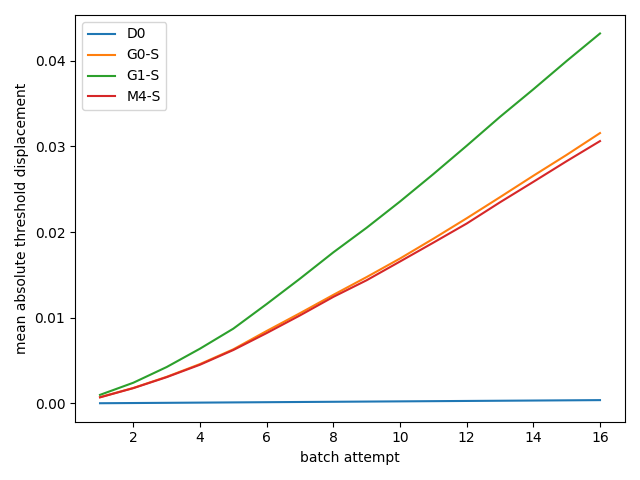 D0
G0-S
G1-S
M4-S
mean absolute threshold displacement
0.04
0.03
0.02
0.01
0.00
2 4 6 8 10 12 14 16
batch attempt